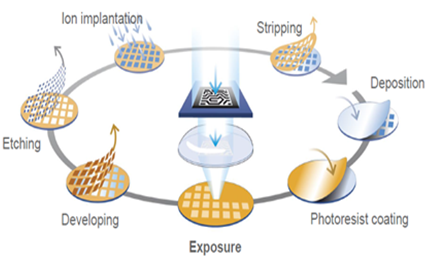 Ion implantation
Stripping
Deposition
Etching
Developing
Photoresist coating
Exposure